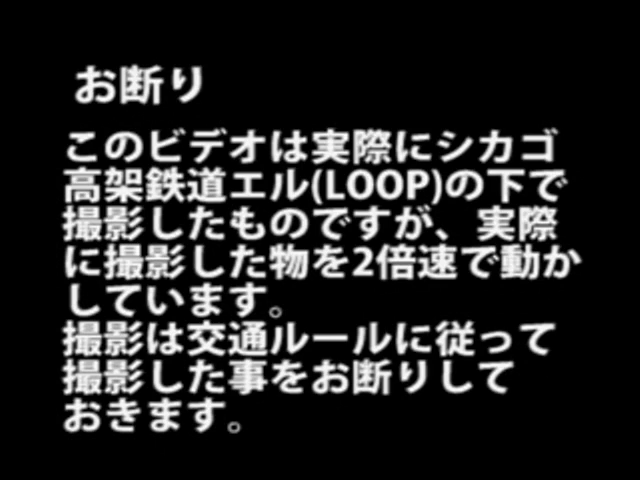 お断り
このビデオは実際にシカゴ
高架鉄道エル(LOOP)の下で
撮影したものですが、実際
に撮影した物を2倍速で動か
しています。
撮影は交通ルールに従って
撮影した事をお断りして
おきます。